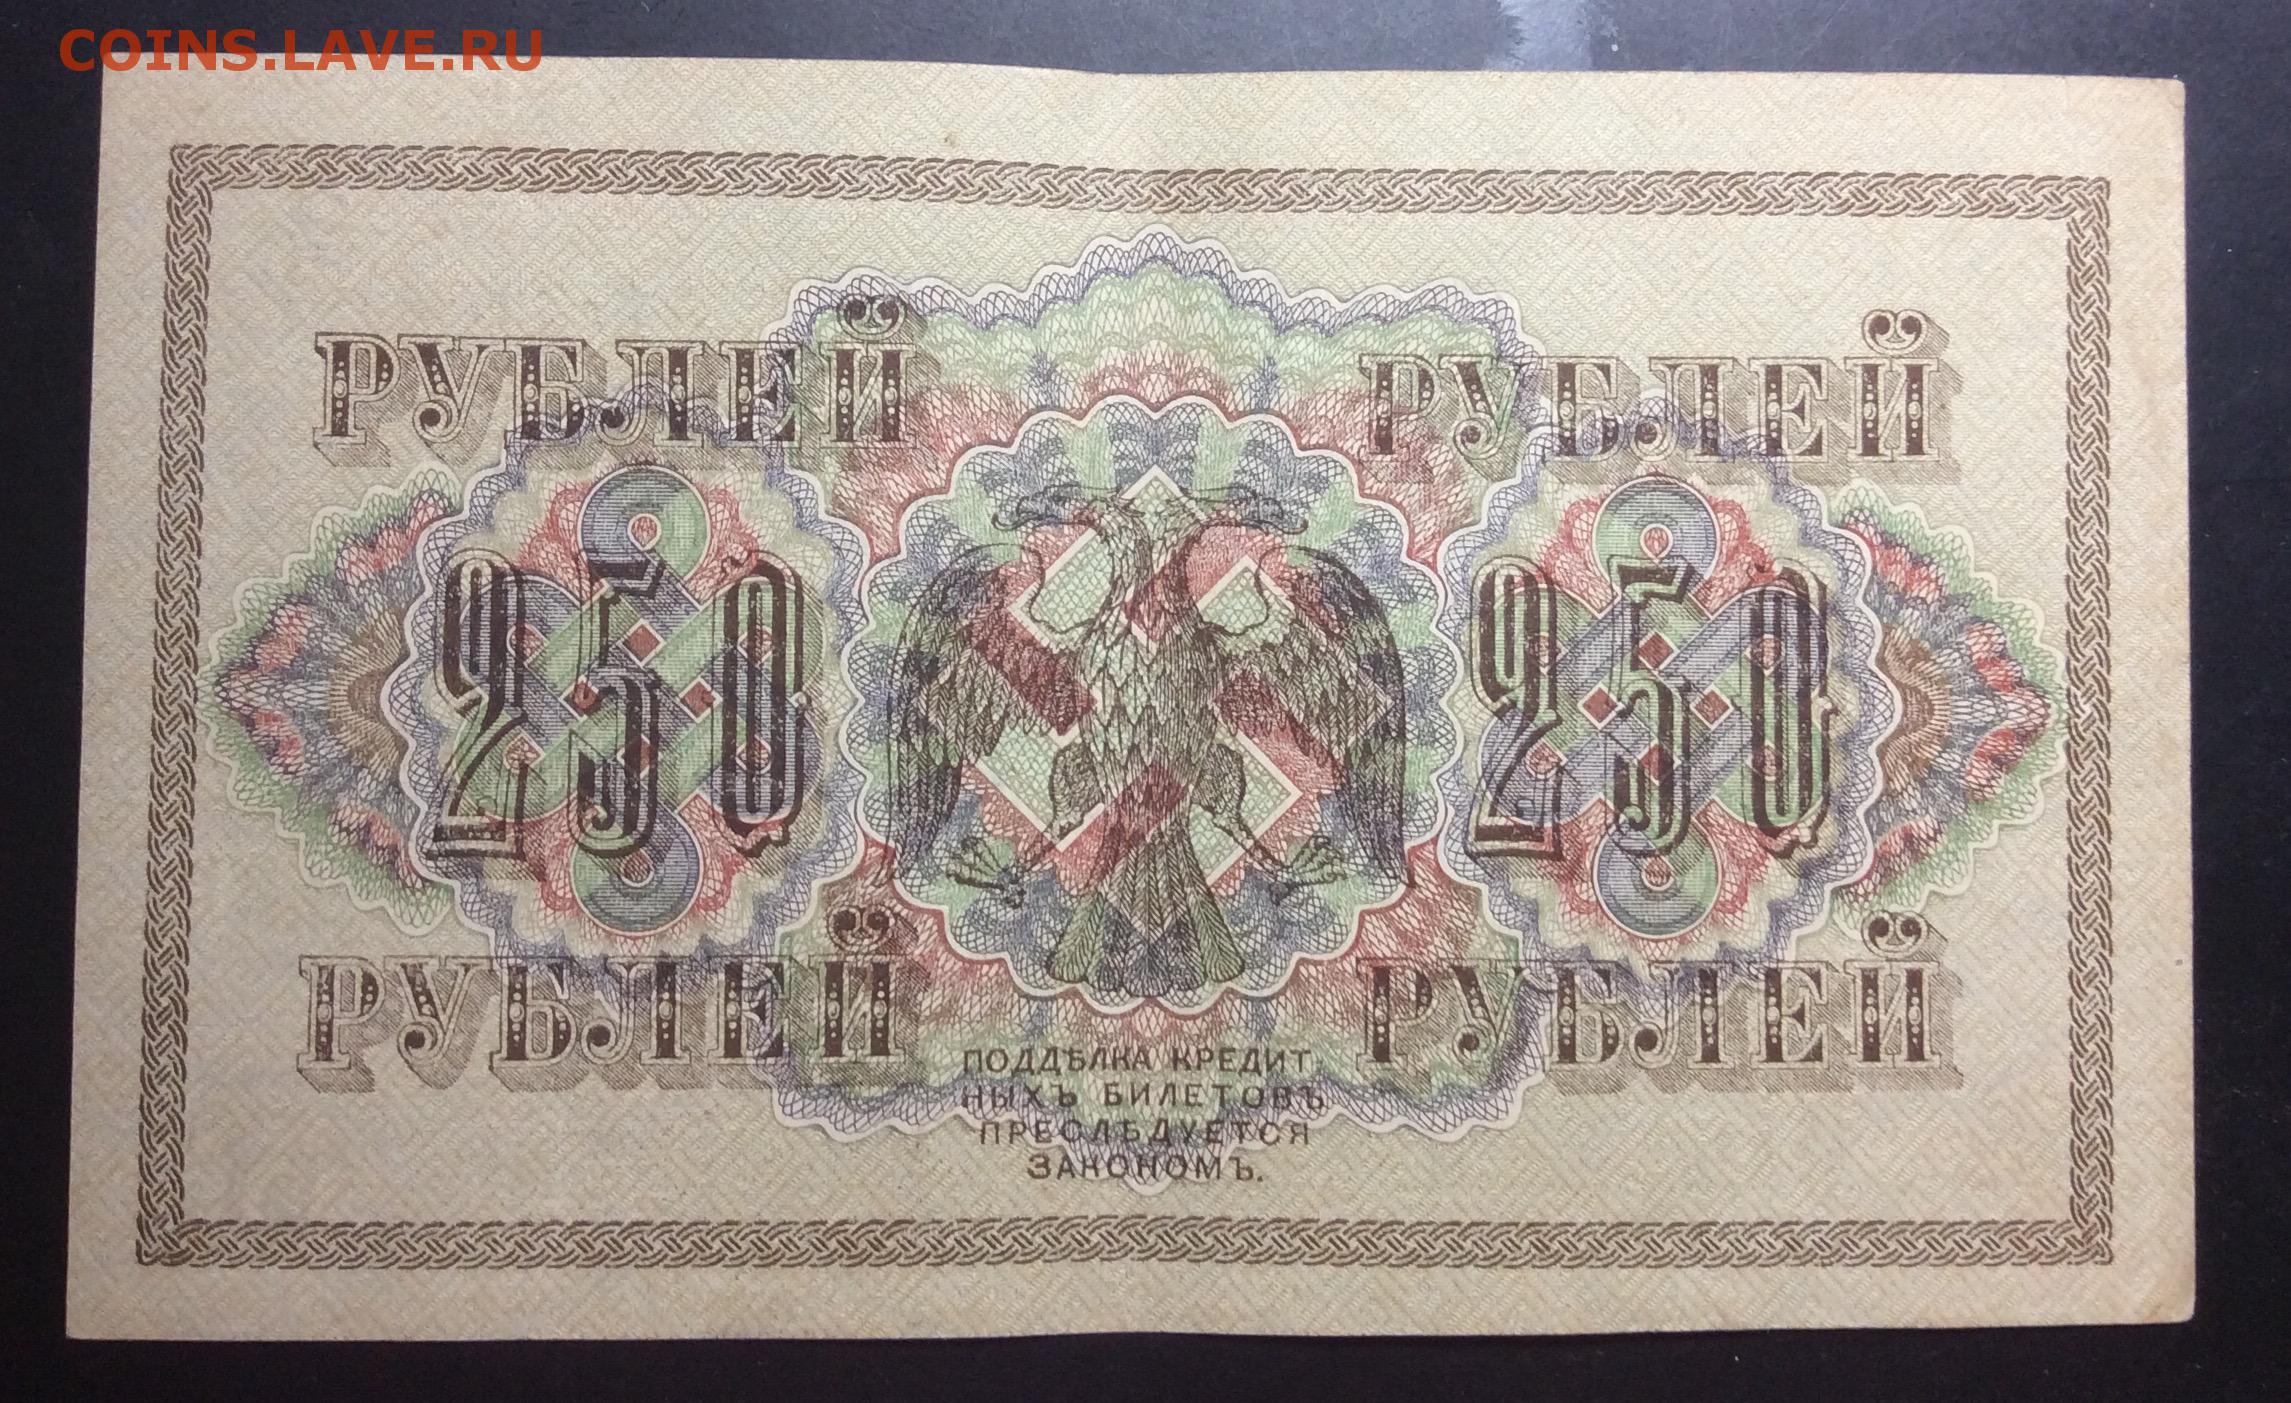 COINS.LAVE.RU
РУБЛЕЙ РУБЛЕЙ
250 250
РУБЛЕЙ РУБЛЕЙ
ПОДДѢЛКА КРЕДИТ
НЫХЪ БИЛЕТОВЪ
ПРЕСЛѢДУЕТСЯ
ЗАКОНОМЪ.